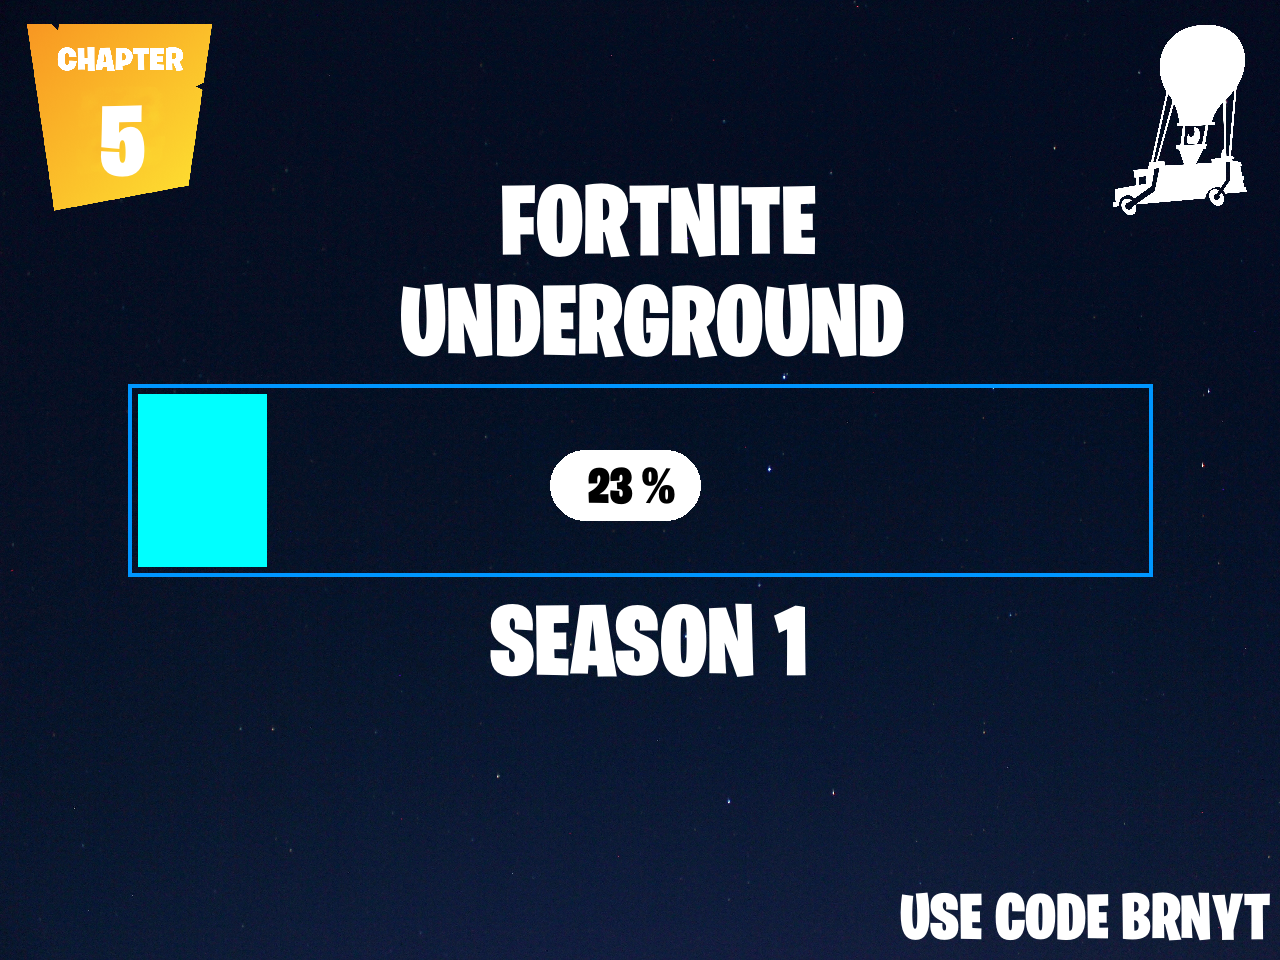 CHAPTER
5
FORTNITE
UNDERGROUND
23 %
SEASON 1
USE CODE BRNYT